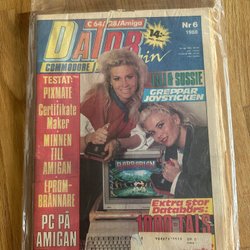 C 64/128/Amiga
Nr 6
1988
14:-
DATOR
COMMODORE
TESTAT:
PIXMATE
& SUSSIE
Certifikate
GREPPAR
Maker
JOYSTICKEN
MINNEN
TILL
AMIGAN
BARBARIAN
EPROM-
BRÄNNARE
Extra stor
Databörs:
PC PÅ
AMIGAN